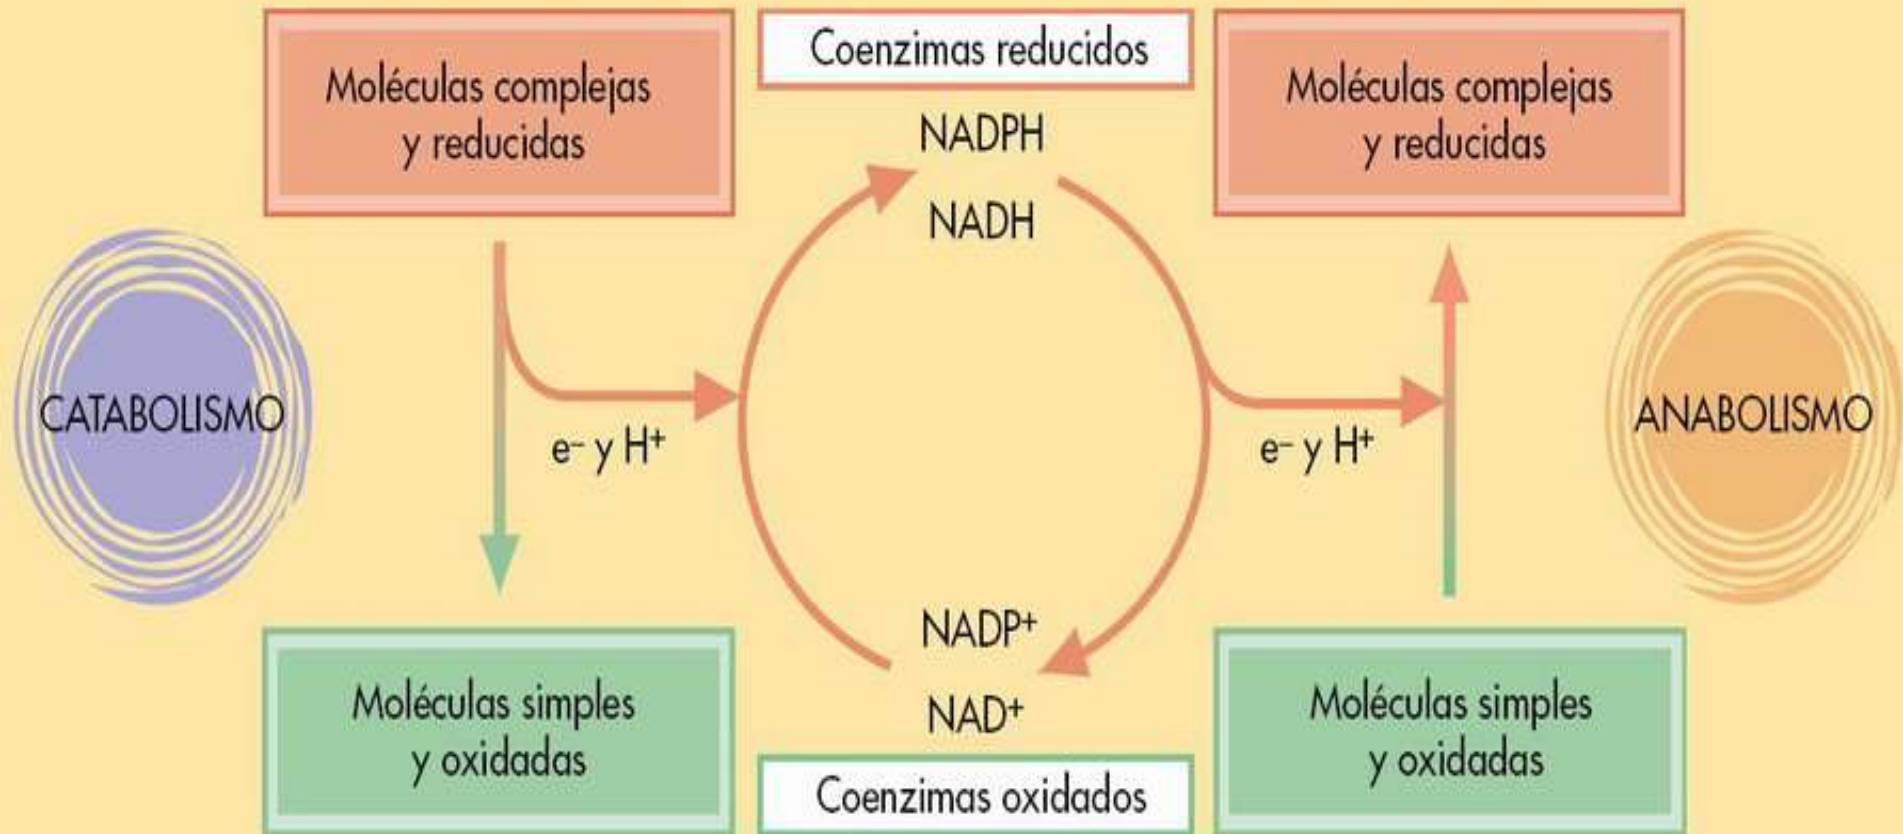 Moléculas complejas
y reducidas
Coenzimas reducidos
NADPH
NADH
Moléculas complejas
y reducidas
CATABOLISMO
e– y H+
e– y H+
ANABOLISMO
Moléculas simples
y oxidadas
NADP+
NAD+
Coenzimas oxidados
Moléculas simples
y oxidadas